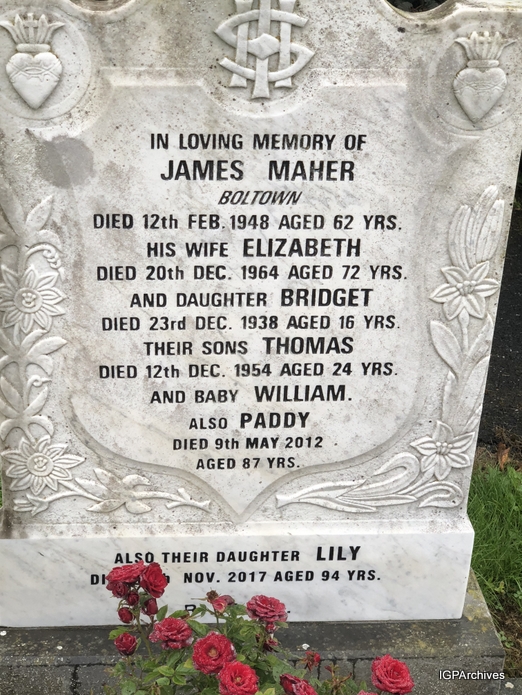 IHS
IN LOVING MEMORY OF
JAMES MAHER
BOLTOWN
DIED 12th FEB. 1948 AGED 62 YRS.
HIS WIFE ELIZABETH
DIED 20th DEC. 1964 AGED 72 YRS.
AND DAUGHTER BRIDGET
DIED 23rd DEC. 1938 AGED 16 YRS.
THEIR SONS THOMAS
DIED 12th DEC. 1954 AGED 24 YRS.
AND BABY WILLIAM.
ALSO PADDY
DIED 9th MAY 2012.
AGED 87 YRS.
ALSO THEIR DAUGHTER LILY
NOV. 2017 AGED 94 YRS.
IGPArchives